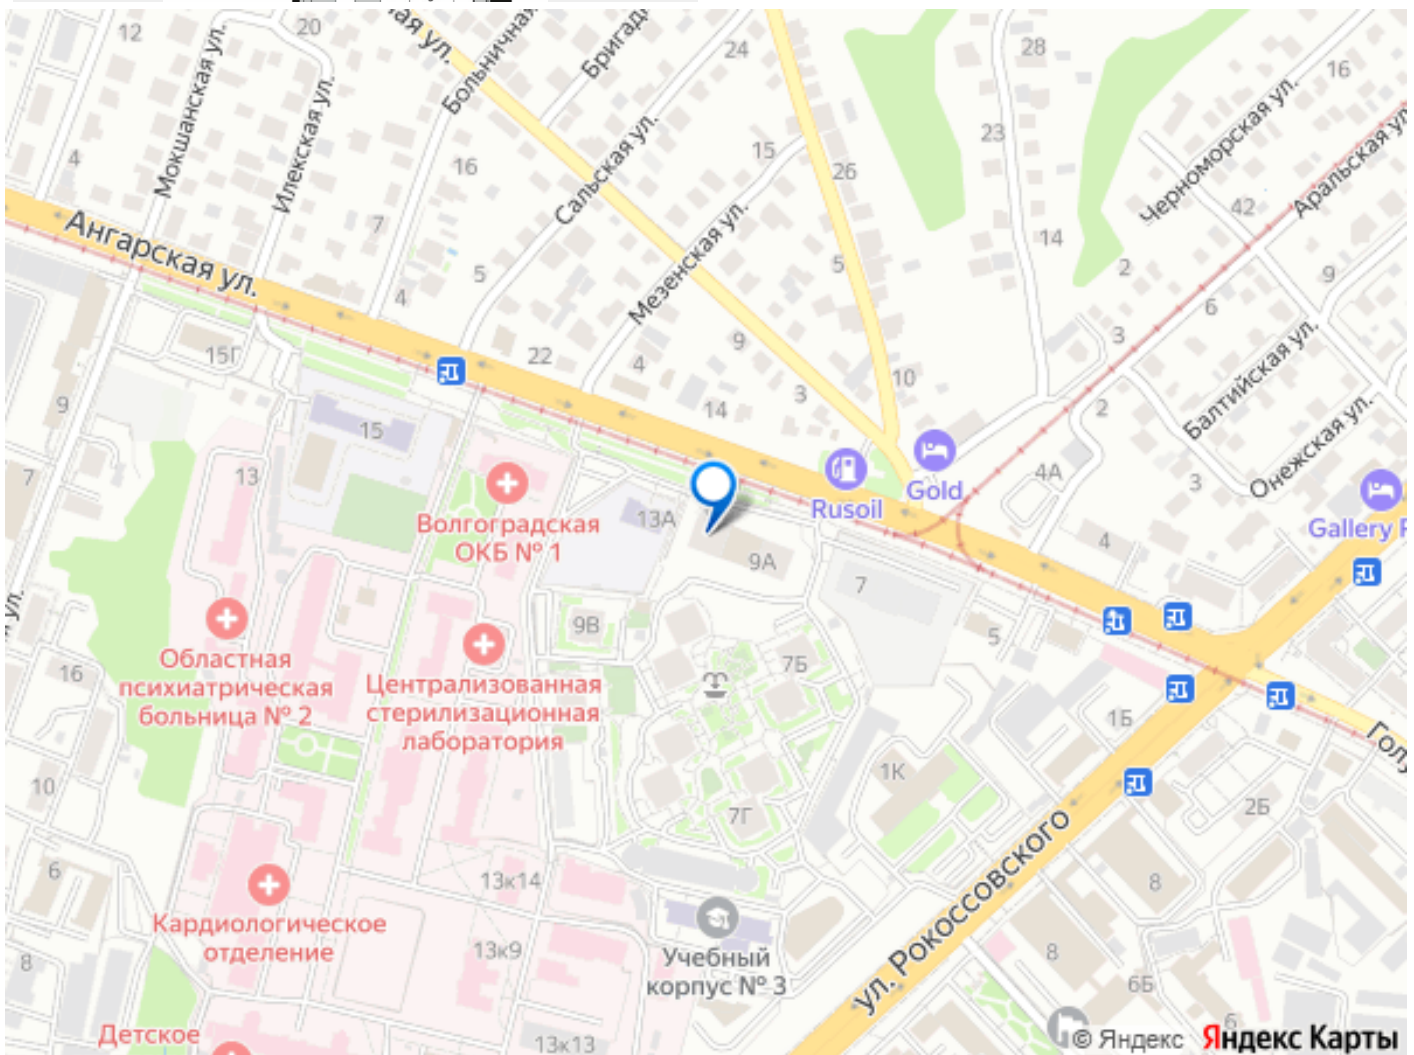 12
20
24
28
16
4
16
15
23
26
42
7
14
5
5
2
9
4
6
3
Мокшанская ул.
Илекская ул.
Больничная
Бригад
Сальская ул.
Мезенская ул.
Черноморская ул.
Аральская ул.
Ангарская ул.
Балтийская ул.
Онежская ул.
15Г
22
4
9
3
10
14
2
9
15
7
13
13А
9А
4А
3
4
Rusoil
Gold
Gallery
Волгоградская
ОКБ № 1
7
5
9В
7Б
16
Областная
психиатрическая
больница № 2
Централизованная
стерилизационная
лаборатория
1Б
1К
7Г
2Б
10
6
8
Голу
ул. Рокоссовского
13к14
8
Кардиологическое
отделение
13к9
Учебный
корпус № 3
8
6Б
6
Детское
13к13
© Яндекс Яндекс Карты